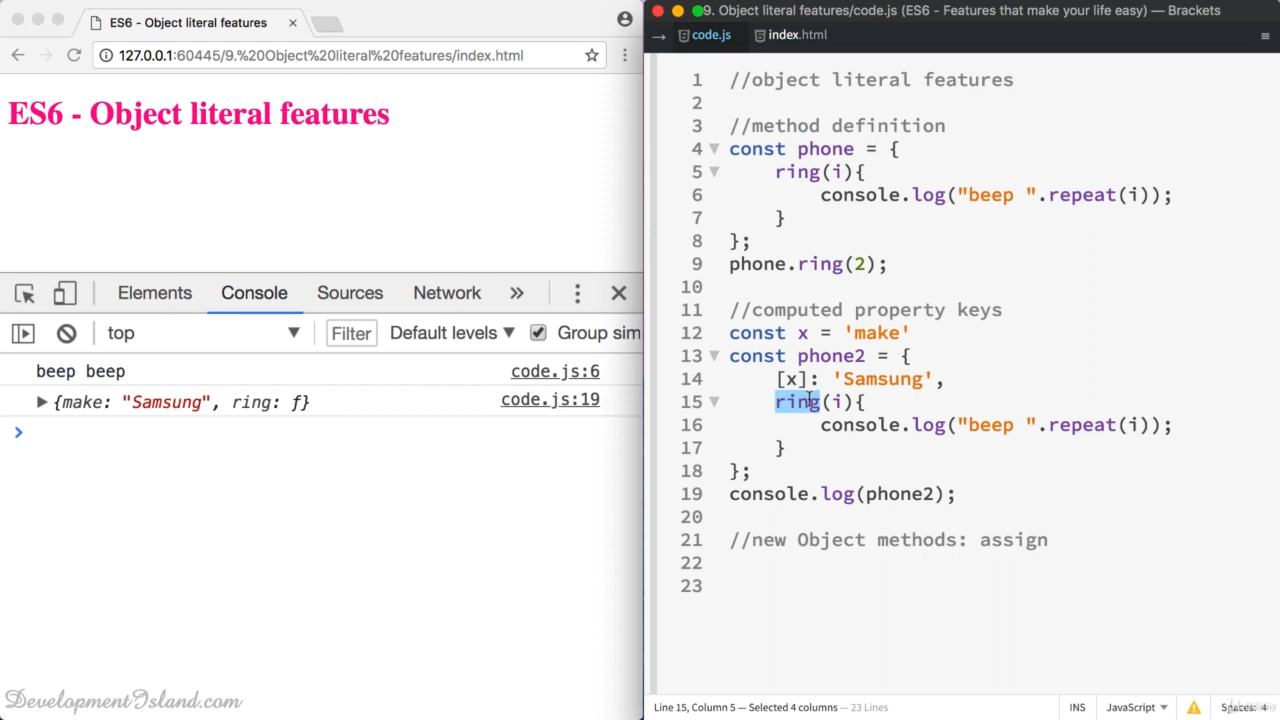 ES6 - Object literal features
127.0.0.1:60445/9.%20Object%20literal%20features/index.html
ES6 - Object literal features
Elements Console Sources Network »
top ▼ Filter Default levels ▼ Group sim
beep beep code.js:6
▶ {make: "Samsung", ring: ƒ} code.js:19
>
DevelopmentIsland.com
9. Object literal features/code.js (ES6 - Features that make your life easy) — Brackets
code.js index.html
1 //object literal features
2
3 //method definition
4 const phone = {
5 ring(i){
6 console.log("beep ".repeat(i));
7 }
8 };
9 phone.ring(2);
10
11 //computed property keys
12 const x = 'make'
13 const phone2 = {
14 [x]: 'Samsung',
15 ring(i){
16 console.log("beep ".repeat(i));
17 }
18 };
19 console.log(phone2);
20
21 //new Object methods: assign
22
23
Line 15, Column 5 — Selected 4 columns — 23 Lines INS JavaScript ▼ Spaces: 4